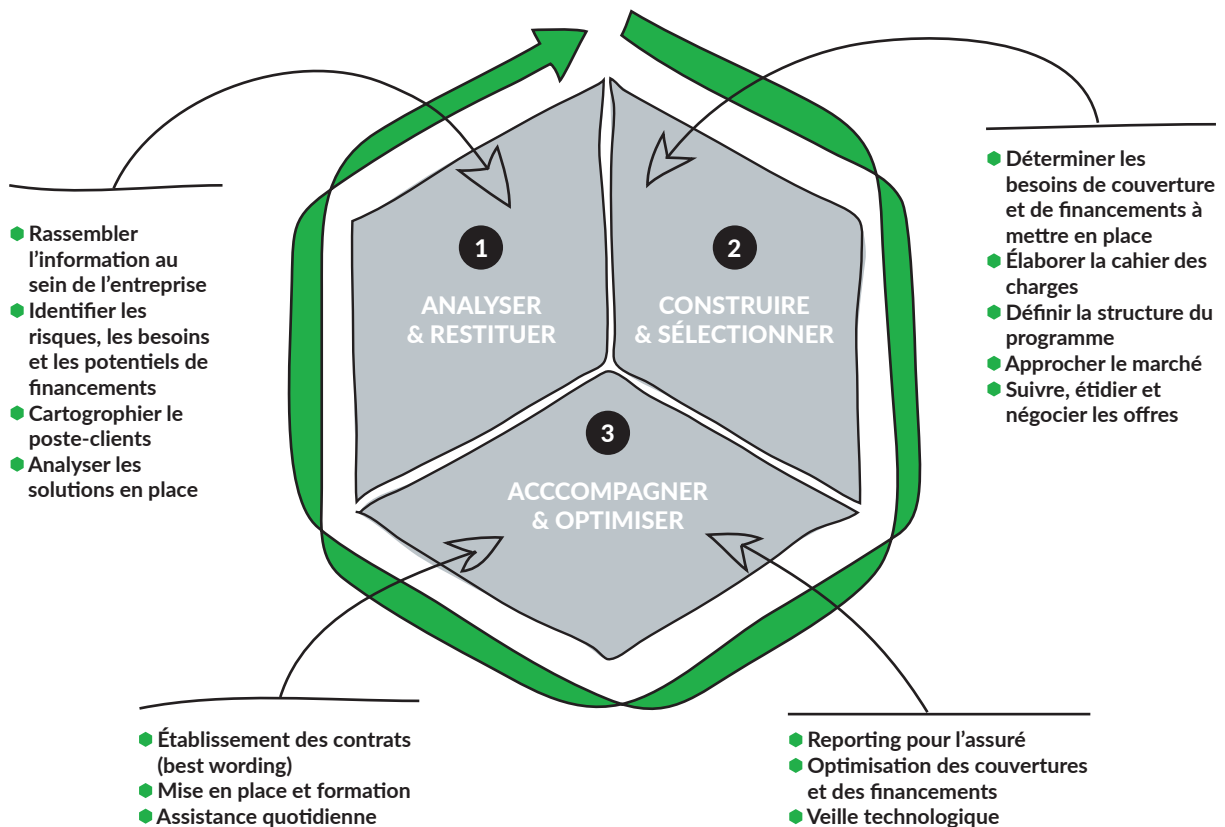 Rassembler
l’information au
sein de l’entreprise
Identifier les
risques, les besoins
et les potentiels de
financements
Cartogrophier le
poste-clients
Analyser les
solutions en place
1
ANALYSER
& RESTITUER
2
CONSTRUIRE
& SÉLECTIONNER
Déterminer les
besoins de couverture
et de financements à
mettre en place
Élaborer la cahier des
charges
Définir la structure du
programme
Approcher le marché
Suivre, étidier et
négocier les offres
3
ACCCOMPAGNER
& OPTIMISER
Établissement des contrats
(best wording)
Mise en place et formation
Assistance quotidienne
Reporting pour l’assuré
Optimisation des couvertures
et des financements
Veille technologique